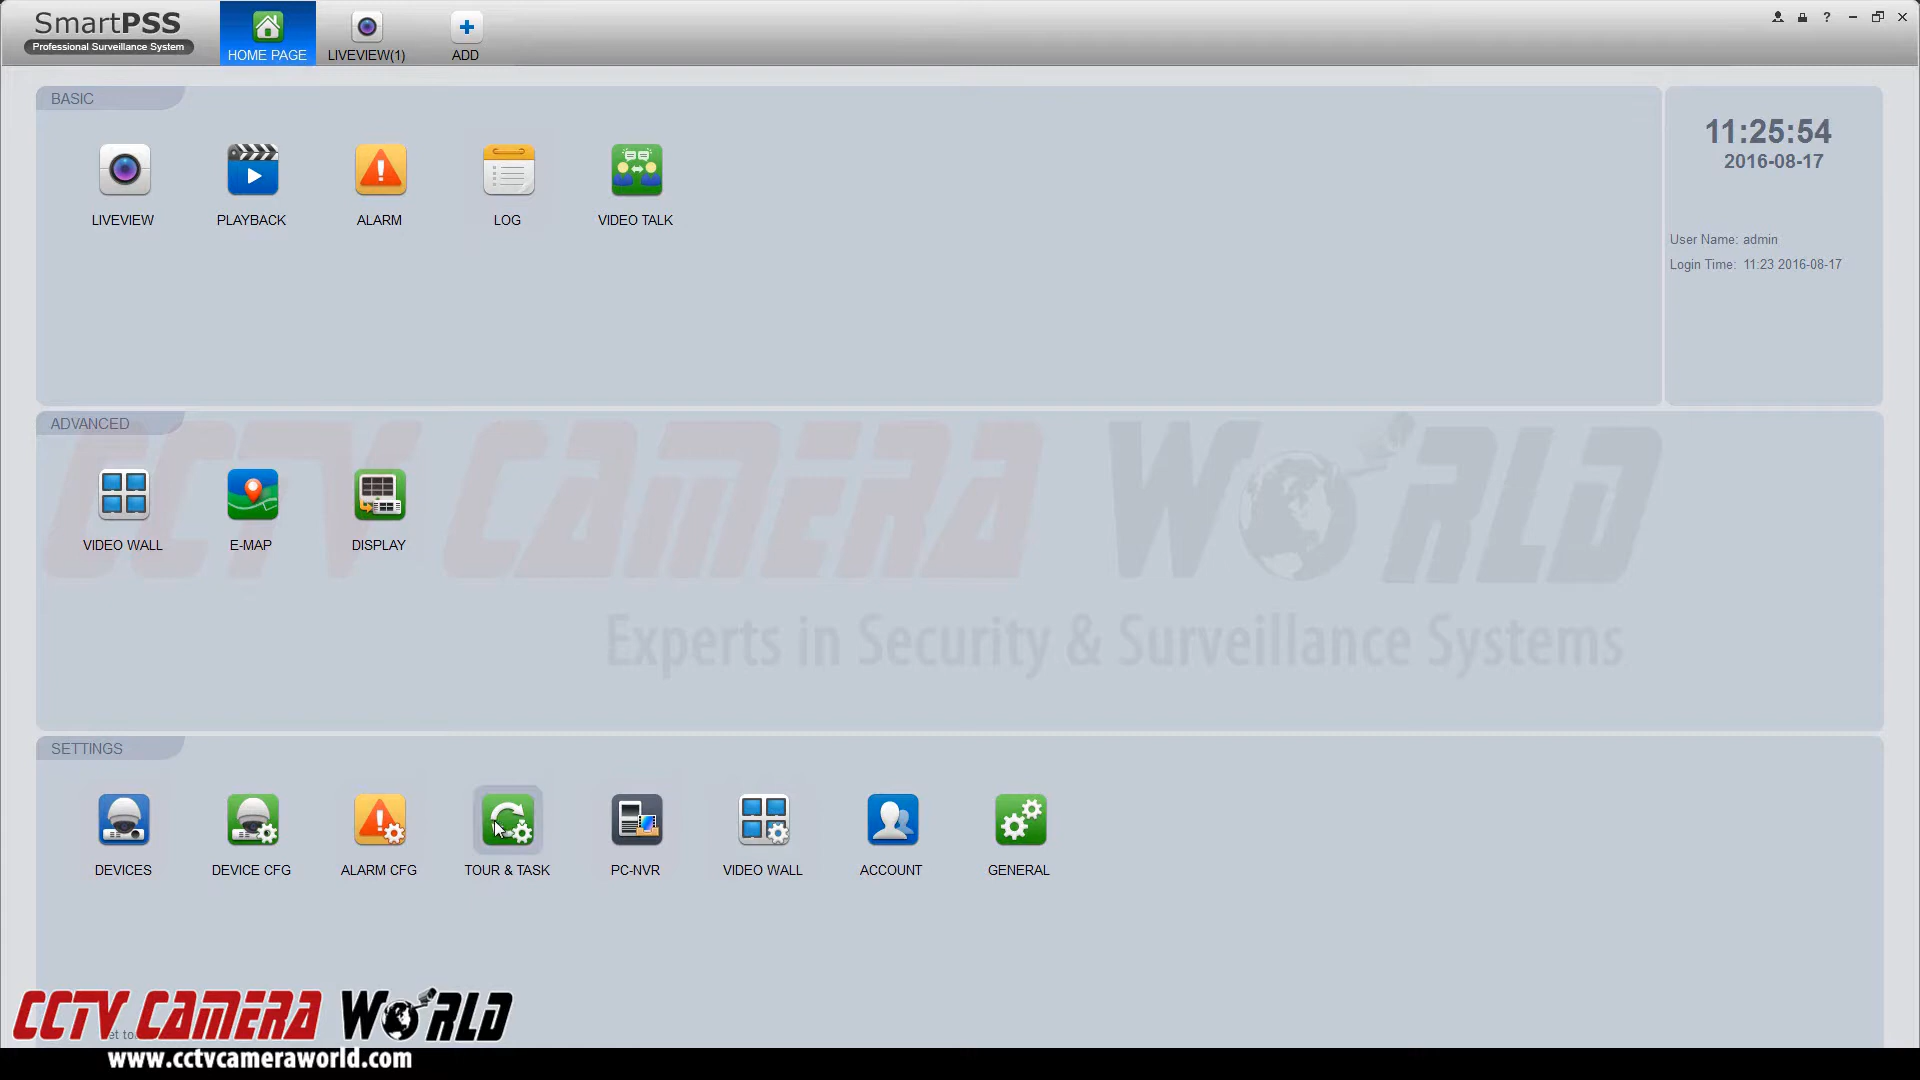 SmartPSS
Professional Surveillance System
HOME PAGE
LIVEVIEW(1)
ADD
BASIC
LIVEVIEW
PLAYBACK
ALARM
LOG
VIDEO TALK
11:25:54
2016-08-17
User Name: admin
Login Time: 11:23 2016-08-17
ADVANCED
VIDEO WALL
E-MAP
DISPLAY
CCTV CAMERA WORLD
Experts in Security & Surveillance Systems
SETTINGS
DEVICES
DEVICE CFG
ALARM CFG
TOUR & TASK
PC-NVR
VIDEO WALL
ACCOUNT
GENERAL
CCTV CAMERA WORLD
www.cctvcameraworld.com